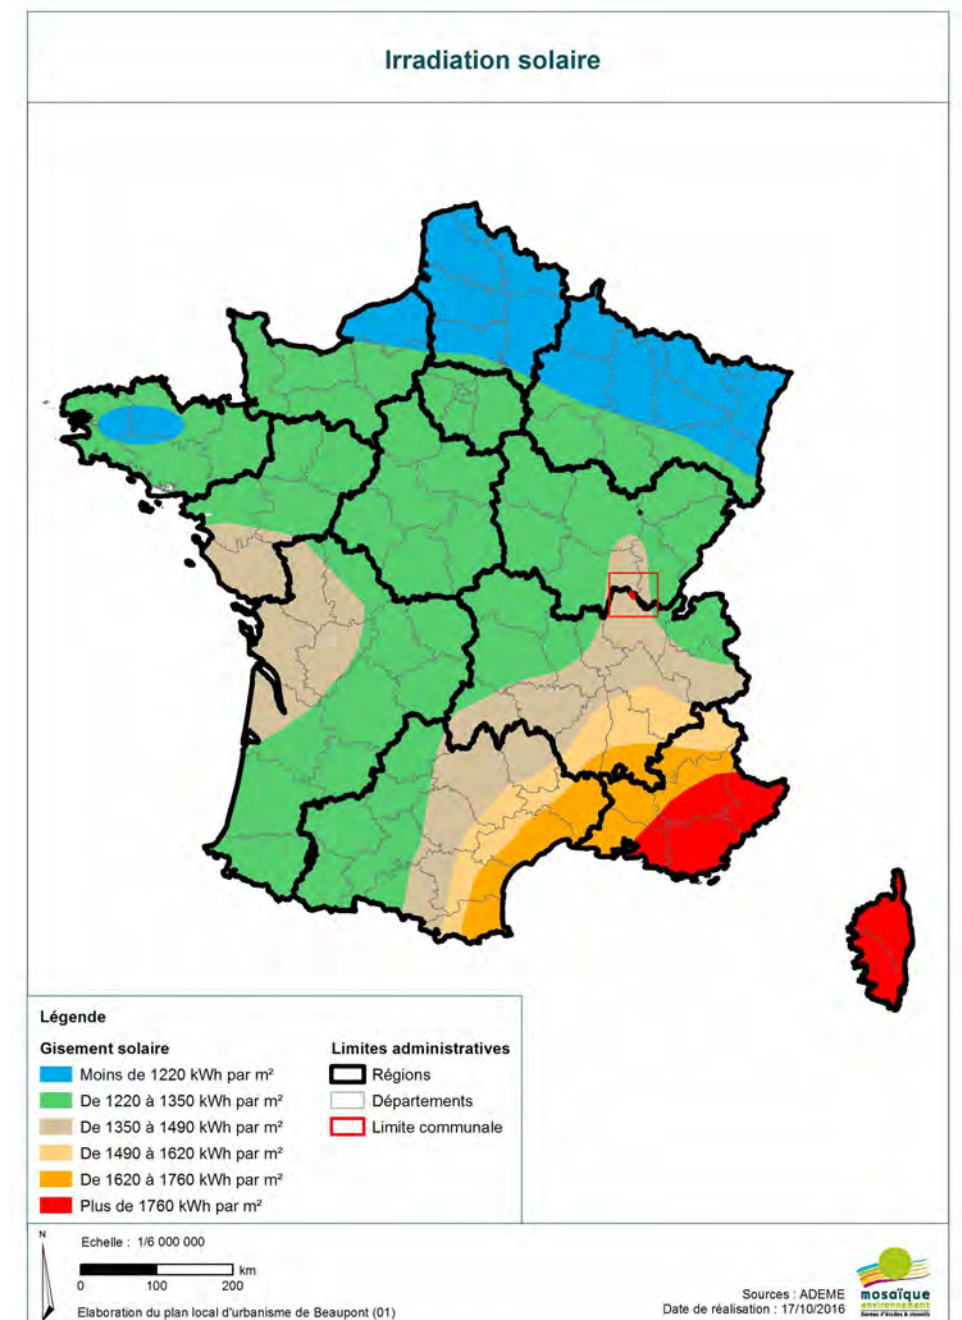 Irradiation solaire
Légende
Gisement solaire
Moins de 1220 kWh par m²
De 1220 à 1350 kWh par m²
De 1350 à 1490 kWh par m²
De 1490 à 1620 kWh par m²
De 1620 à 1760 kWh par m²
Plus de 1760 kWh par m²
Limites administratives
Régions
Départements
Limite communale
N
Echelle : 1/6 000 000
km
0 100 200
Elaboration du plan local d'urbanisme de Beaupont (01)
Sources : ADEME
Date de réalisation : 17/10/2016
mosaïque
environnement
bureau d'études & conseils